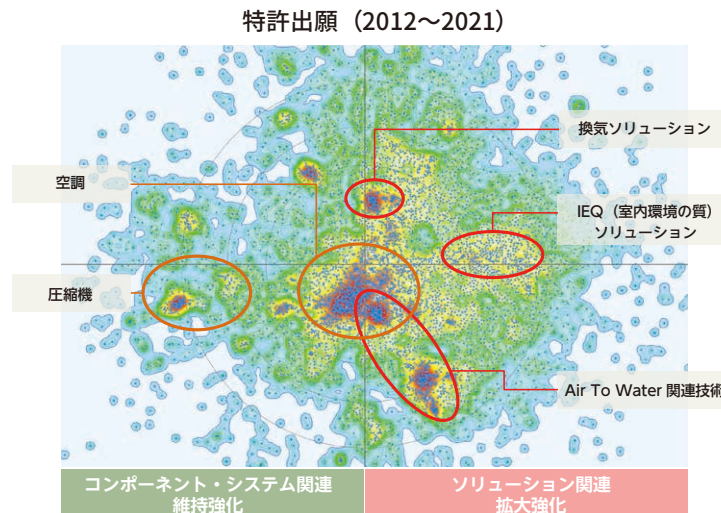 特許出願（2012～2021）
換気ソリューション
空調
IEQ（室内環境の質）
ソリューション
圧縮機
Air To Water 関連技術
コンポーネント・システム関連
維持強化
ソリューション関連
拡大強化